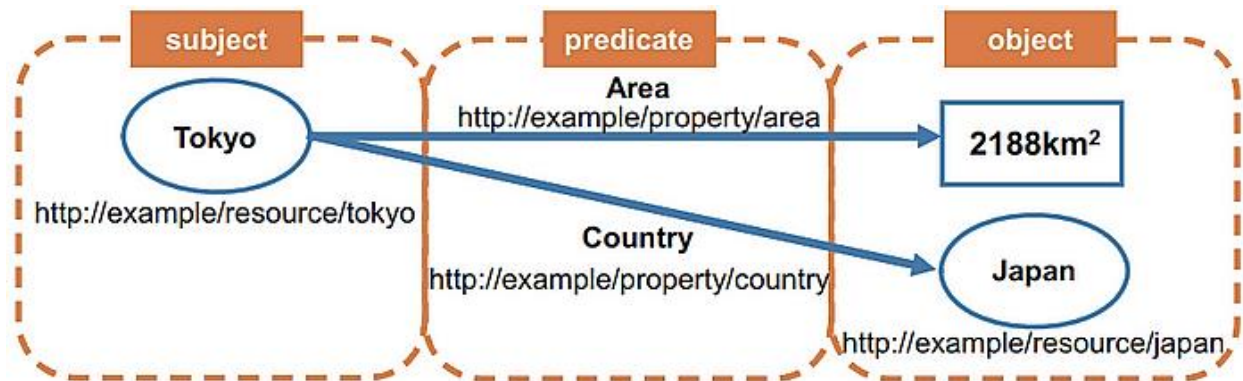 subject
predicate
object
Area
http://example/property/area
Tokyo
2188km²
http://example/resource/tokyo
Country
http://example/property/country
Japan
http://example/resource/japan